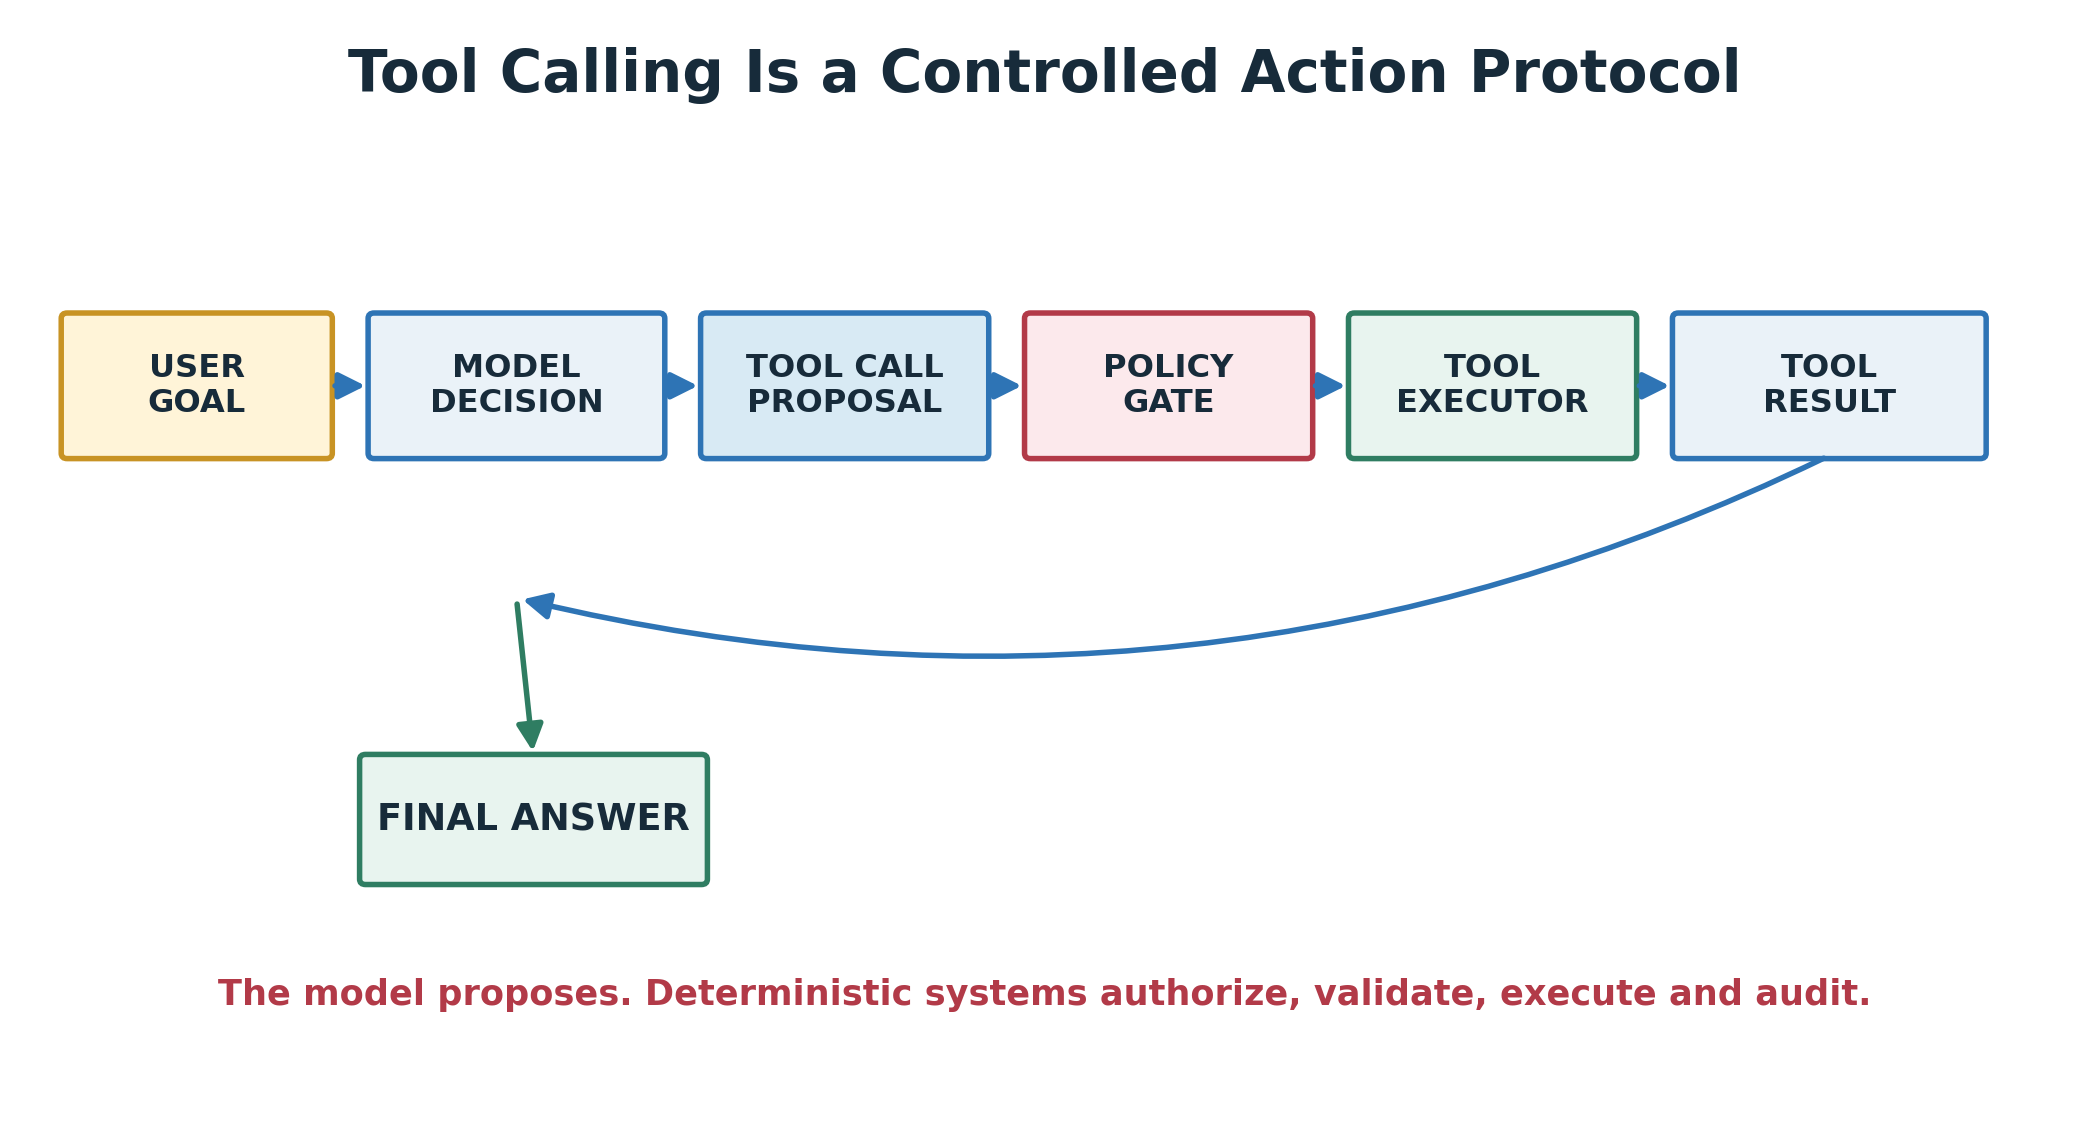 Tool Calling Is a Controlled Action Protocol
USER
GOAL
MODEL
DECISION
TOOL CALL
PROPOSAL
POLICY
GATE
TOOL
EXECUTOR
TOOL
RESULT
FINAL ANSWER
The model proposes. Deterministic systems authorize, validate, execute and audit.